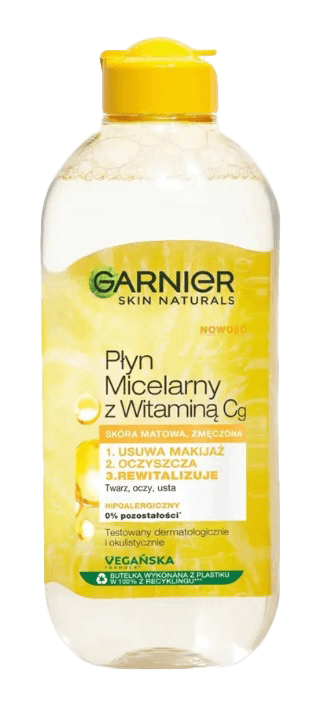 GARNIER
SKIN NATURALS
NOWOŚĆ
Płyn
Micelarny
z Witaminą Cg
SKÓRA MATOWA, ZMĘCZONA
1. USUWA MAKIJAŻ
2. OCZYSZCZA
3.REWITALIZUJE
Twarz, oczy, usta
HIPOALERGICZNY
0% pozostałości*
Testowany dermatologicznie
i okulistycznie
VEGAŃSKA
FORMUŁA**
BUTELKA WYKONANA Z PLASTIKU
W 100% Z RECYKLINGU***